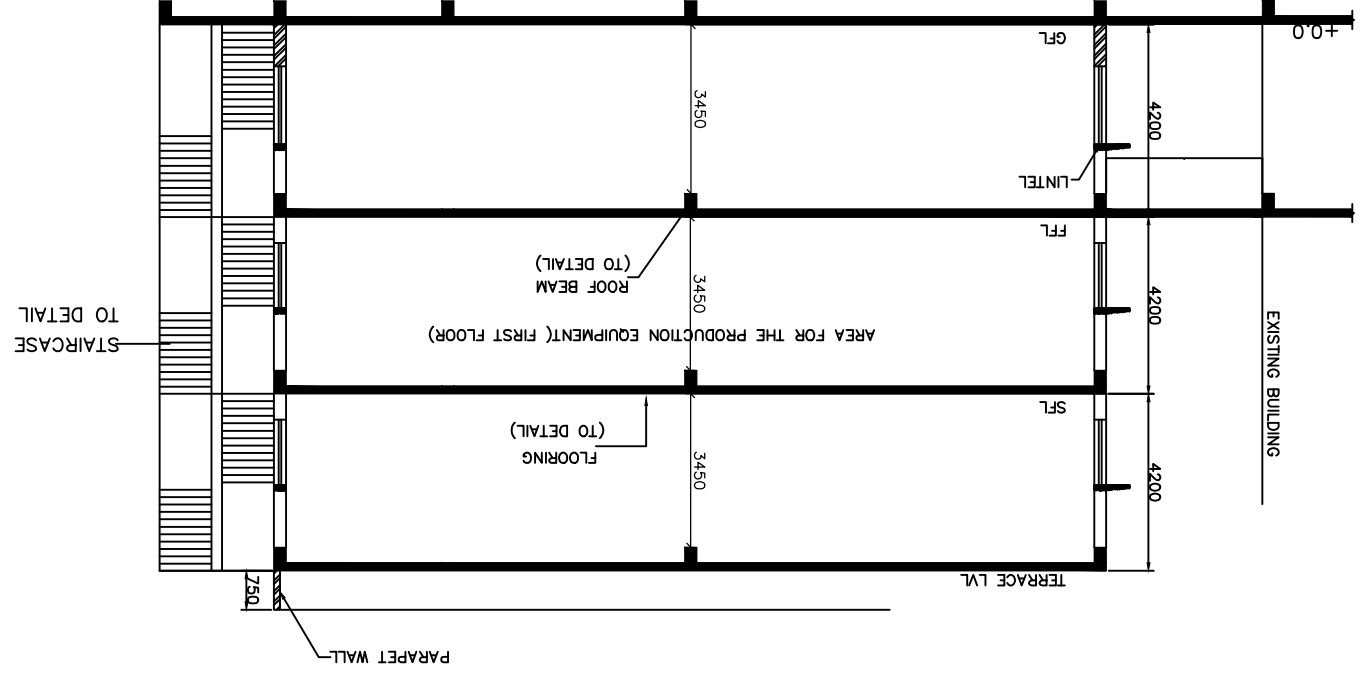 PARAPET WALL
750
TERRACE LVL
4200
3450
FLOORING
(TO DETAIL)
SFL
STAIRCASE
TO DETAIL
AREA FOR THE PRODUCTION EQUIPMENT( FIRST FLOOR)
EXISTING BUILDING
4200
3450
ROOF BEAM
(TO DETAIL)
FFL
LINTEL
4200
3450
GFL
+0.0